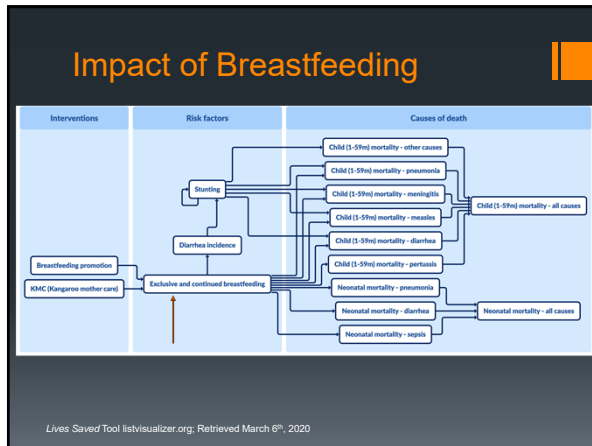 Impact of Breastfeeding
Interventions
Risk factors
Causes of death
Child (1-59m) mortality - other causes
Child (1-59m) mortality - pneumonia
Stunting
Child (1-59m) mortality - meningitis
Child (1-59m) mortality - all causes
Child (1-59m) mortality - measles
Diarrhea incidence
Child (1-59m) mortality - diarrhea
Breastfeeding promotion
Child (1-59m) mortality - pertussis
KMC (Kangaroo mother care)
Exclusive and continued breastfeeding
Neonatal mortality - pneumonia
Neonatal mortality - diarrhea
Neonatal mortality - all causes
Neonatal mortality - sepsis
Lives Saved Tool listvisualizer.org; Retrieved March 6th, 2020